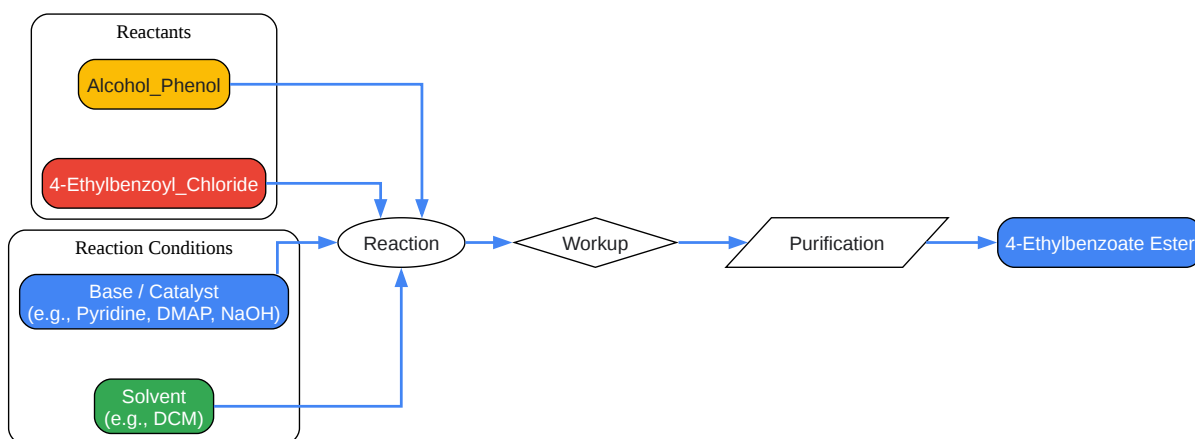 Reactants
Alcohol_Phenol
4-Ethylbenzoyl_Chloride
Reaction Conditions
Base / Catalyst
(e.g., Pyridine, DMAP, NaOH)
Solvent
(e.g., DCM)
Reaction
Workup
Purification
4-Ethylbenzoate Ester